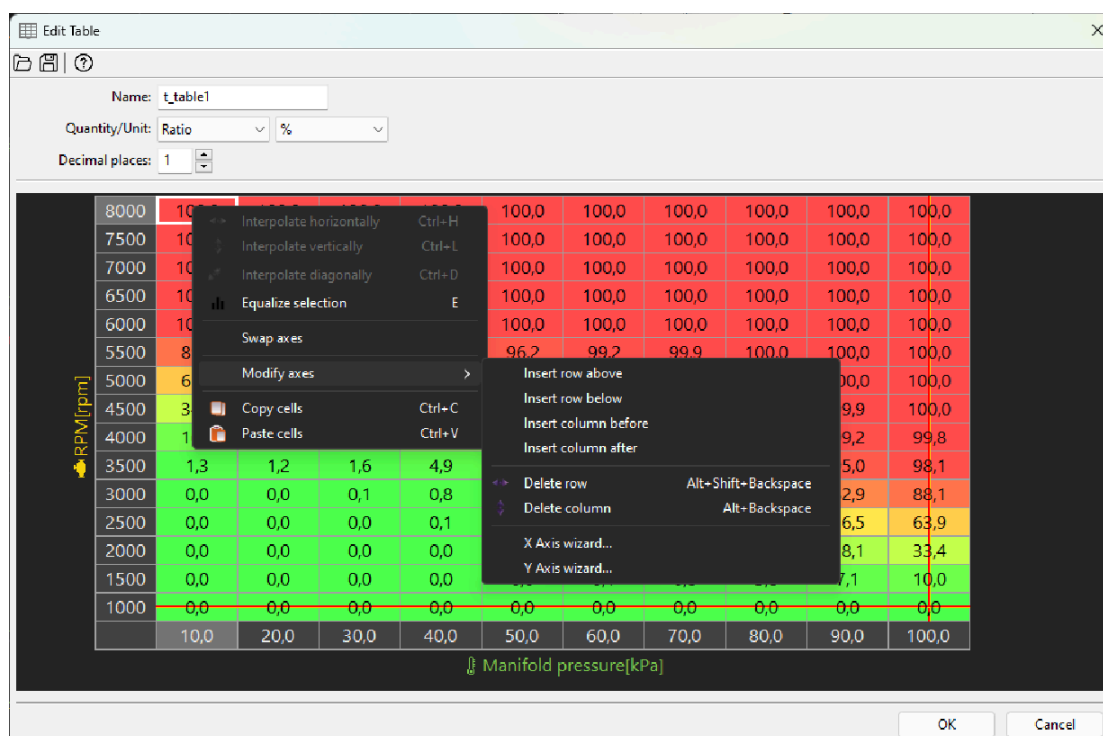 Edit Table
Name: t_table1
Quantity/Unit: Ratio %
Decimal places: 1
8000 100,0 100,0 100,0 100,0 100,0 100,0
7500 100,0 100,0 100,0 100,0 100,0 100,0
7000 100,0 100,0 100,0 100,0 100,0 100,0
6500 100,0 100,0 100,0 100,0 100,0 100,0
6000 100,0 100,0 100,0 100,0 100,0 100,0
5500 96,2 99,2 99,9 100,0 100,0 100,0
5000 100,0
4500 100,0
4000 99,8
3500 1,3 1,2 1,6 4,9 98,1
3000 0,0 0,0 0,1 0,8 88,1
2500 0,0 0,0 0,0 0,1 63,9
2000 0,0 0,0 0,0 0,0 33,4
1500 0,0 0,0 0,0 0,0 10,0
1000 0,0 0,0 0,0 0,0 0,0 0,0 0,0 0,0 0,0 0,0
10,0 20,0 30,0 40,0 50,0 60,0 70,0 80,0 90,0 100,0
RPM[rpm]
Manifold pressure[kPa]
Interpolate horizontally Ctrl+H
Interpolate vertically Ctrl+L
Interpolate diagonally Ctrl+D
Equalize selection E
Swap axes
Modify axes
Copy cells Ctrl+C
Paste cells Ctrl+V
Insert row above
Insert row below
Insert column before
Insert column after
Delete row Alt+Shift+Backspace
Delete column Alt+Backspace
X Axis wizard...
Y Axis wizard...
OK Cancel